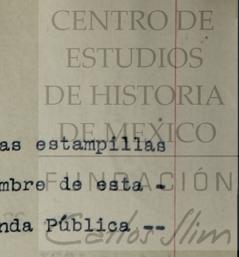 CENTRO DE
ESTUDIOS
DE HISTORIA
DE MEXICO
as estampillas
FUNDACIÓN
mbre de esta -
nda Pública --
Carlos Slim